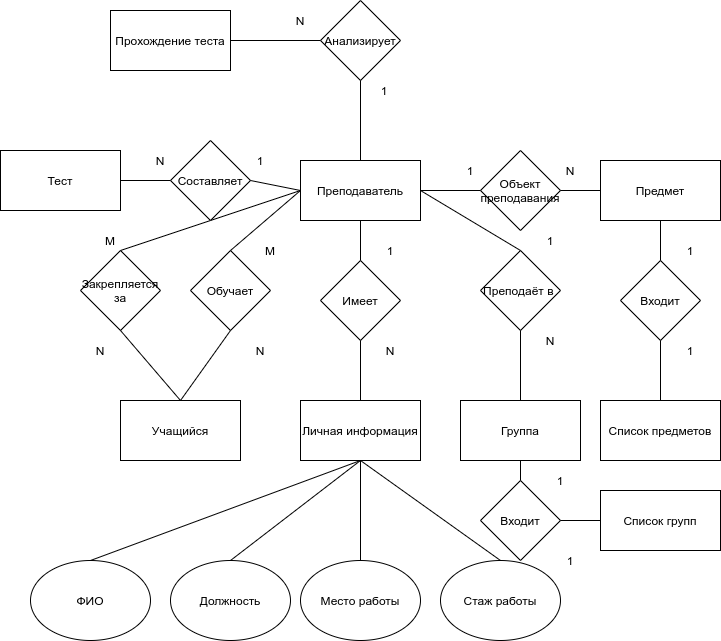 N
Прохождение теста
Анализирует
1
N
1
1
N
Тест
Составляет
Преподаватель
Объект
преподавания
Предмет
M
M
1
1
1
Закрепляется
за
Обучает
Имеет
Преподаёт в
Входит
N
N
N
N
1
Учащийся
Личная информация
Группа
Список предметов
1
Входит
Список групп
1
ФИО
Должность
Место работы
Стаж работы